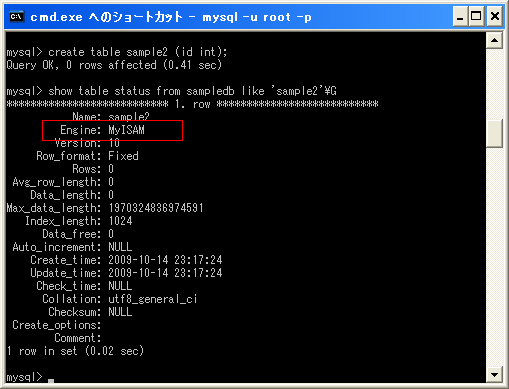 cmd.exe へのショートカット - mysql -u root -p
mysql> create table sample2 (id int);
Query OK, 0 rows affected (0.41 sec)
mysql> show table status from sampledb like 'sample2'¥G
*************************** 1. row ***************************
Name: sample2
Engine: MyISAM
Version: 10
Row_format: Fixed
Rows: 0
Avg_row_length: 0
Data_length: 0
Max_data_length: 1970324836974591
Index_length: 1024
Data_free: 0
Auto_increment: NULL
Create_time: 2009-10-14 23:17:24
Update_time: 2009-10-14 23:17:24
Check_time: NULL
Collation: utf8_general_ci
Checksum: NULL
Create_options:
Comment:
1 row in set (0.02 sec)
mysql> _